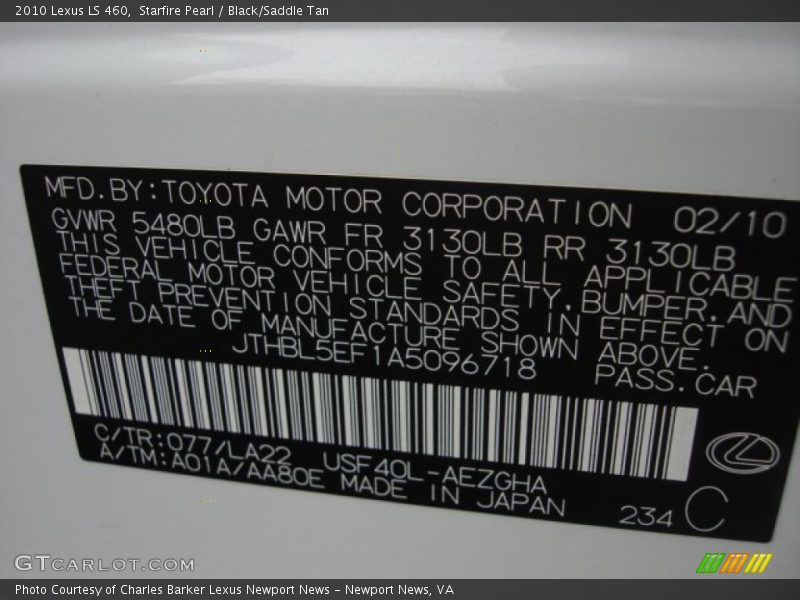 2010 Lexus LS 460,  Starfire Pearl / Black/Saddle Tan
MFD.BY:TOYOTA MOTOR CORPORATION 02/10
GVWR 5480LB GAWR FR 3130LB RR 3130LB
THIS VEHICLE CONFORMS TO ALL APPLICABLE
FEDERAL MOTOR VEHICLE SAFETY,BUMPER,AND
THEFT PREVENTION STANDARDS IN EFFECT ON
THE DATE OF MANUFACTURE SHOWN ABOVE.
JTHBL5EF1A5096718 PASS.CAR
C/TR:077/LA22 USF40L-AEZGHA
A/TM:A01A/AA80E MADE IN JAPAN 234 C
GTCARLOT.COM
Photo Courtesy of Charles Barker Lexus Newport News - Newport News, VA